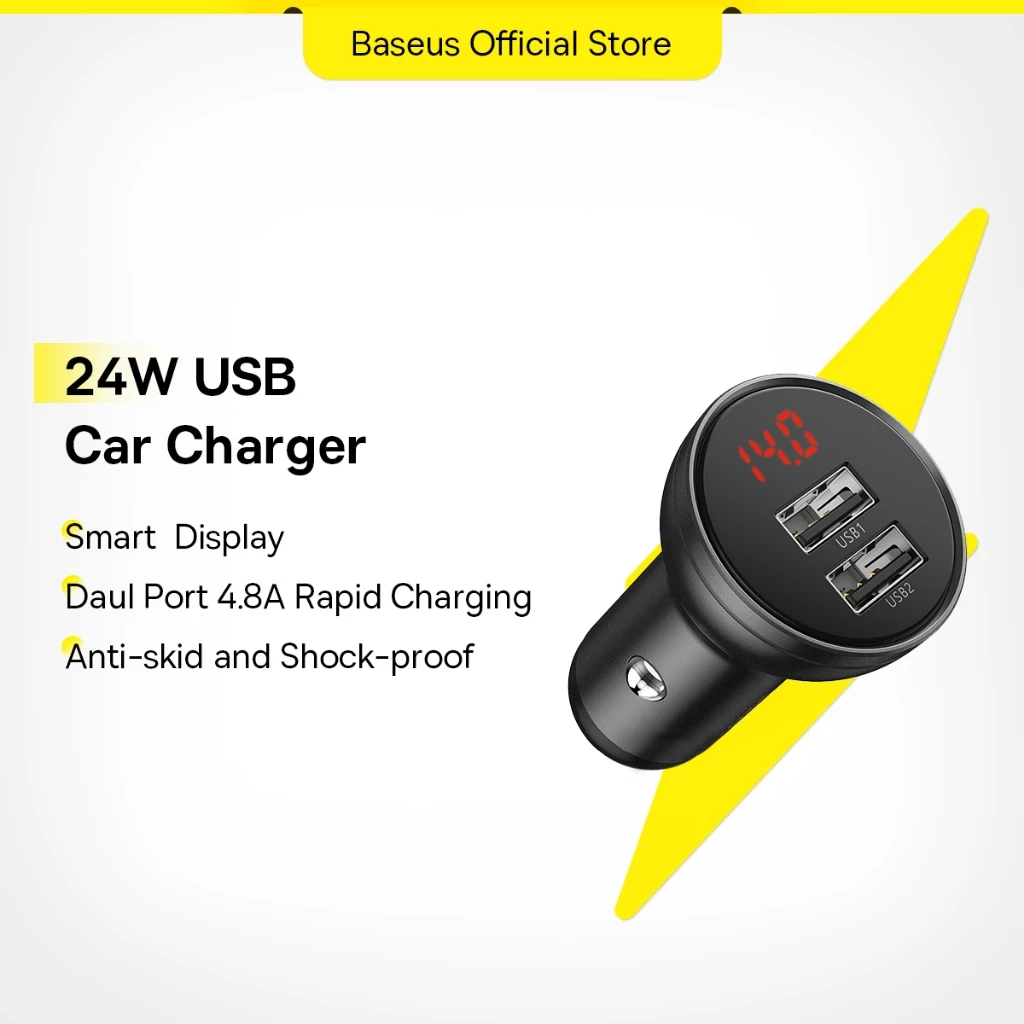 Baseus Official Store
24W USB
Car Charger
Smart Display
Daul Port 4.8A Rapid Charging
Anti-skid and Shock-proof
14.0
USB1
USB2